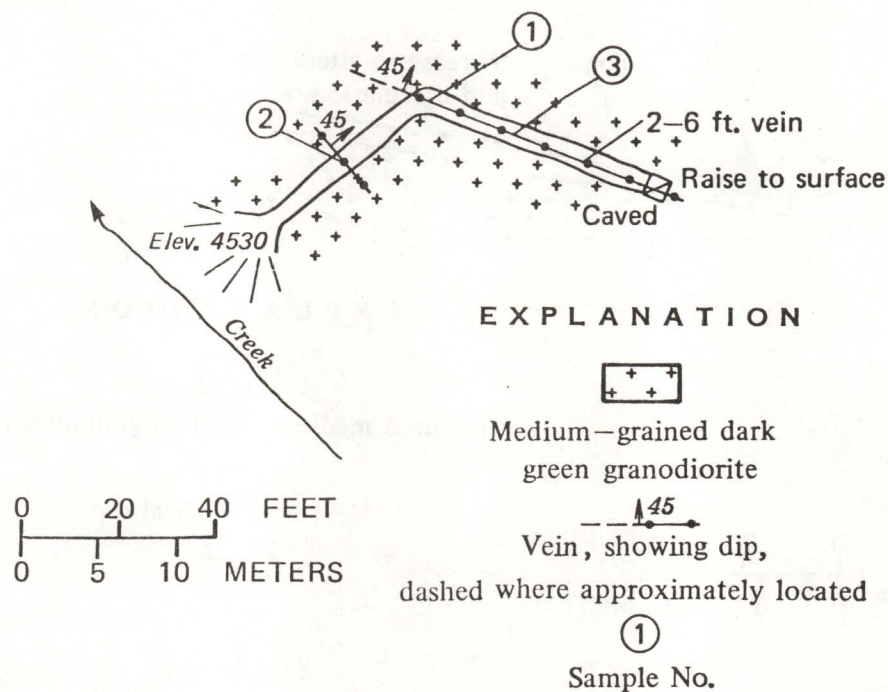 1
45
3
45
2
2-6 ft. vein
Raise to surface
Caved
Elev. 4530
Creek
EXPLANATION
Medium-grained dark
green granodiorite
45
Vein, showing dip,
dashed where approximately located
1
Sample No.
0 20 40 FEET
0 5 10 METERS